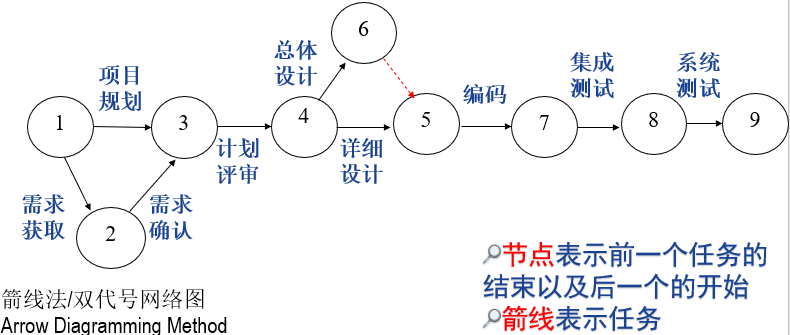 6
总体
设计
项目
规划
集成
测试
系统
测试
编码
1
3
4
5
7
8
9
计划
评审
详细
设计
需求
获取
2
需求
确认
节点表示前一个任务的
结束以及后一个的开始
箭线表示任务
箭线法/双代号网络图
Arrow Diagramming Method